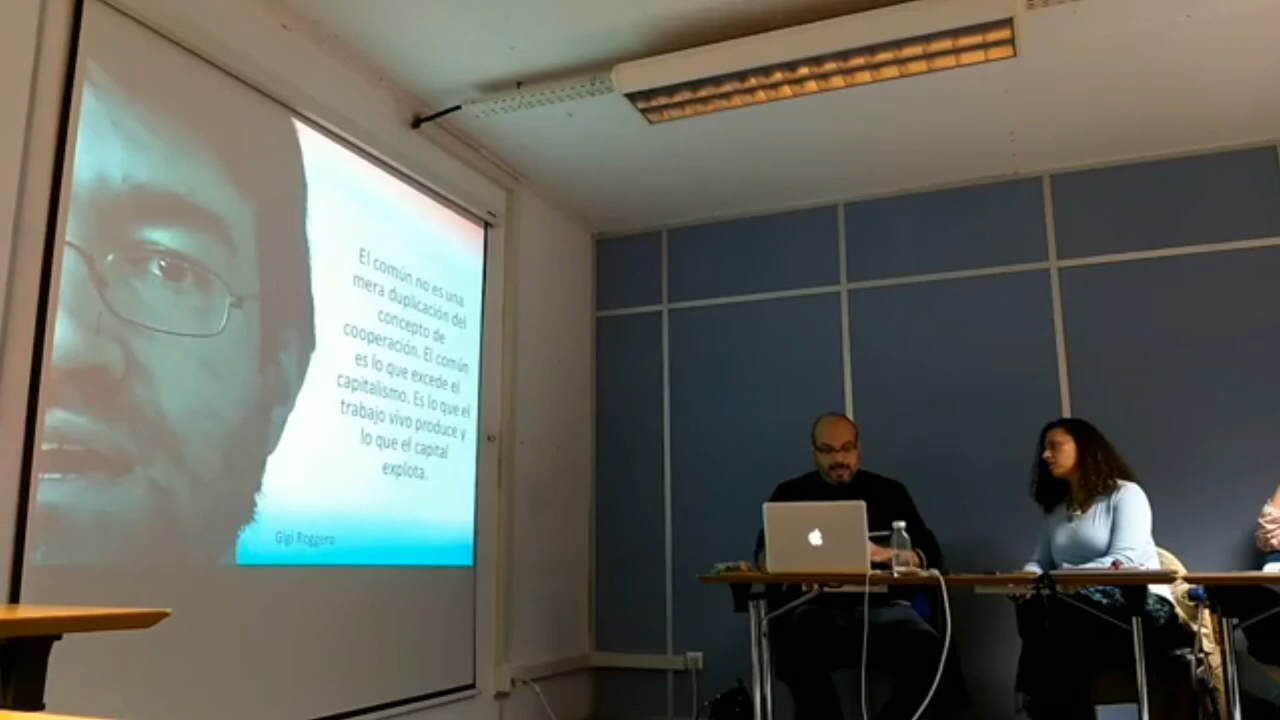 El común no es una
mera duplicación del
concepto de
cooperación. El común
es lo que excede el
capitalismo. Es lo que el
trabajo vivo produce y
lo que el capital
explota.
Gigi Roggero